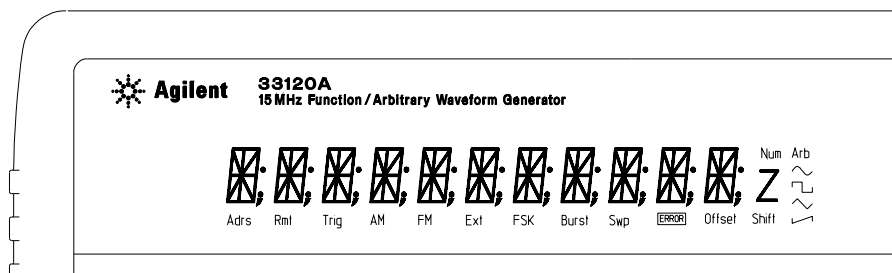 Agilent 33120A
15 MHz Function / Arbitrary Waveform Generator
Num Arb
Z
Adrs Rmt Trig AM FM Ext FSK Burst Swp ERROR Offset Shift